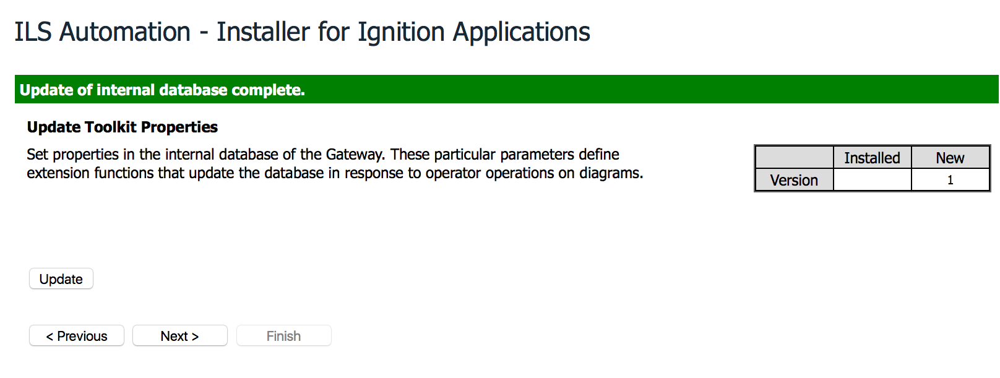 ILS Automation - Installer for Ignition Applications
Update of internal database complete.
Update Toolkit Properties
Set properties in the internal database of the Gateway. These particular parameters define
extension functions that update the database in response to operator operations on diagrams.
Installed New
Version 1
Update
< Previous Next > Finish